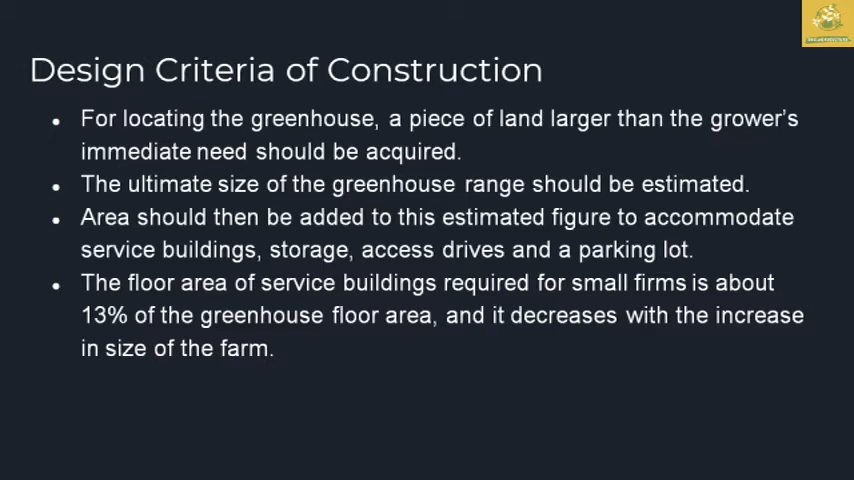 Design Criteria of Construction
● For locating the greenhouse, a piece of land larger than the grower's
immediate need should be acquired.
● The ultimate size of the greenhouse range should be estimated.
● Area should then be added to this estimated figure to accommodate
service buildings, storage, access drives and a parking lot.
● The floor area of service buildings required for small firms is about
13% of the greenhouse floor area, and it decreases with the increase
in size of the farm.